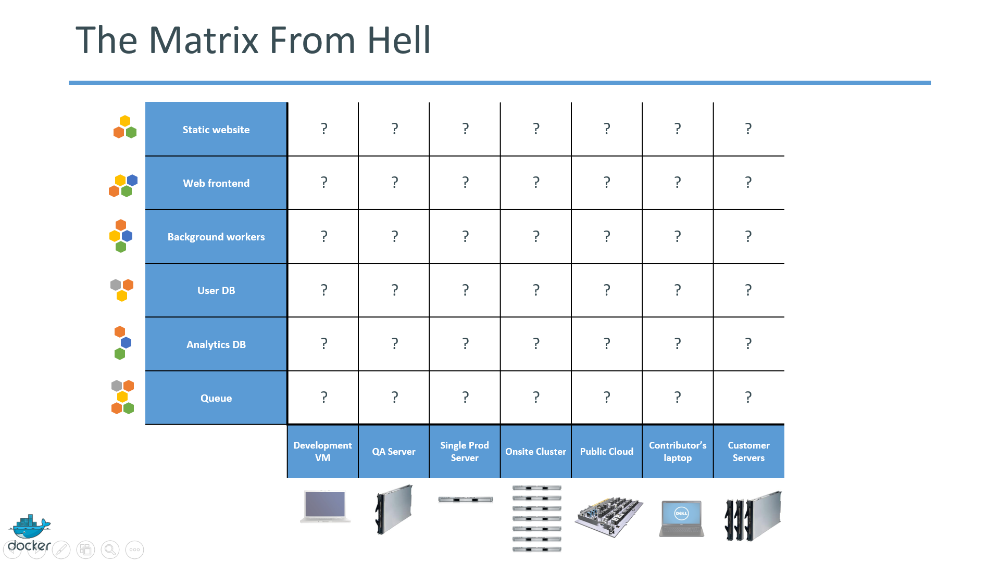 The Matrix From Hell
Static website ? ? ? ? ? ? ?
Web frontend ? ? ? ? ? ? ?
Background workers ? ? ? ? ? ? ?
User DB ? ? ? ? ? ? ?
Analytics DB ? ? ? ? ? ? ?
Queue ? ? ? ? ? ? ?
Development
VM
QA Server
Single Prod
Server
Onsite Cluster
Public Cloud
Contributor’s
laptop
Customer
Servers
DELL
docker